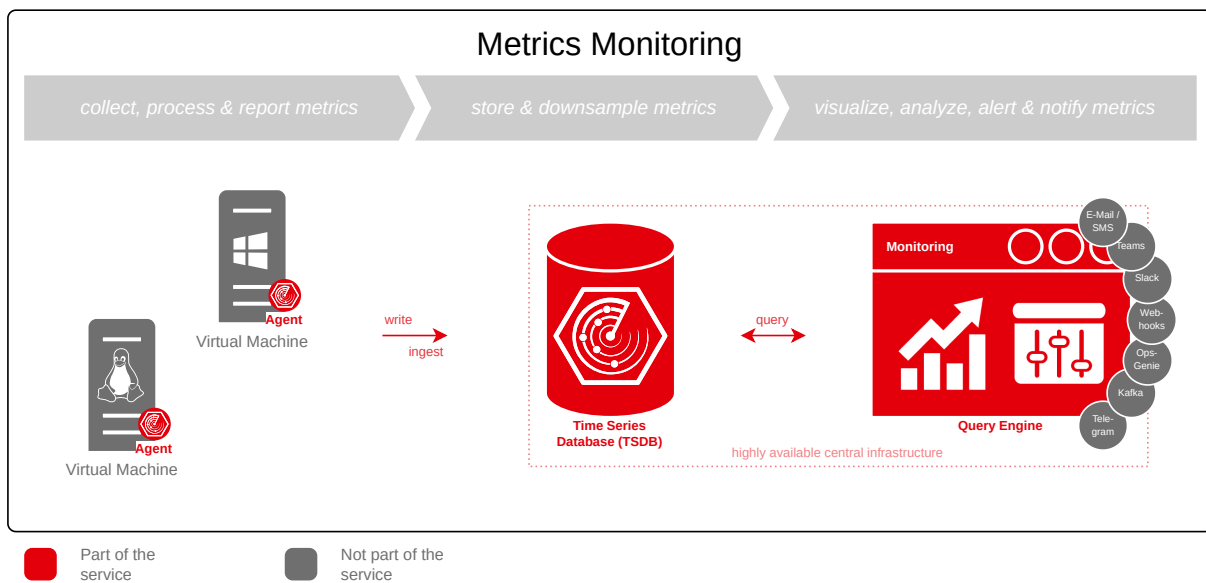 Metrics Monitoring
collect, process & report metrics
store & downsample metrics
visualize, analyze, alert & notify metrics
Agent
Virtual Machine
Agent
Virtual Machine
write
ingest
Time Series
Database (TSDB)
query
Monitoring
Query Engine
E-Mail /
SMS
Teams
Slack
Web-
hooks
Ops-
Genie
Kafka
Tele-
gram
highly available central infrastructure
Part of the
service
Not part of the
service